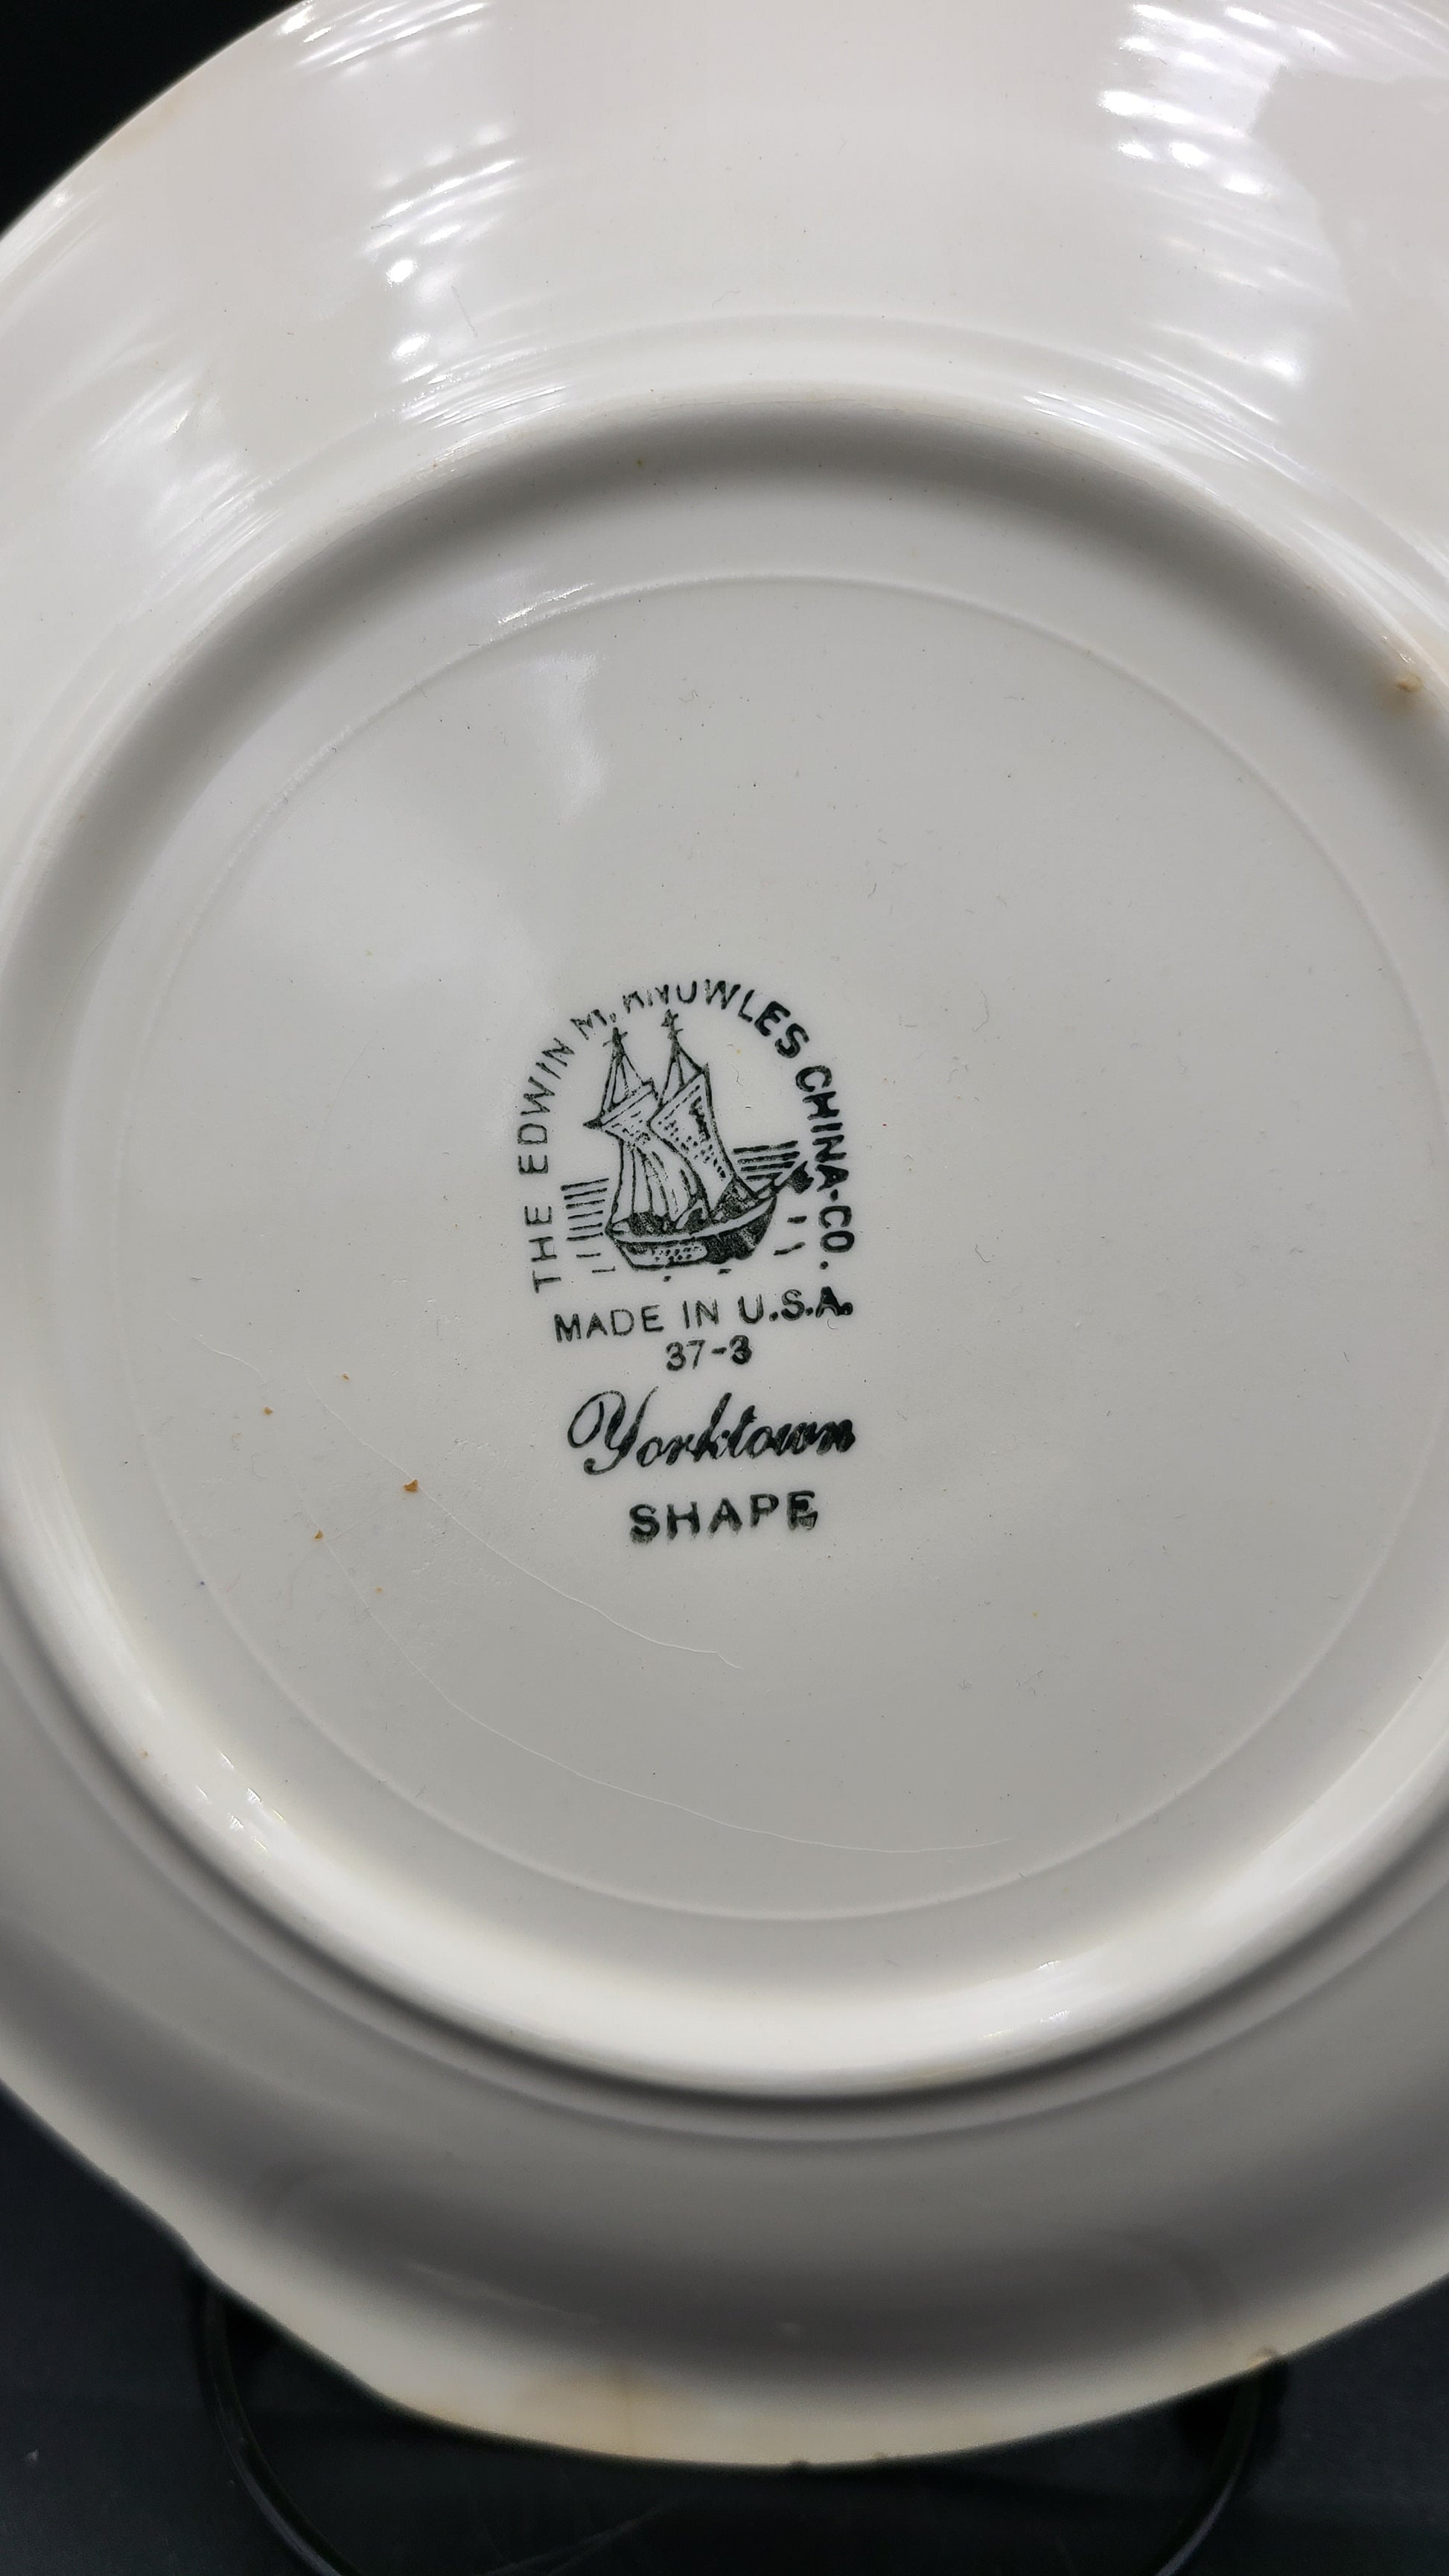 THE EDWIN M. KNOWLES CHINA-CO.
MADE IN U.S.A.
37-3
Yorktown
SHAPE